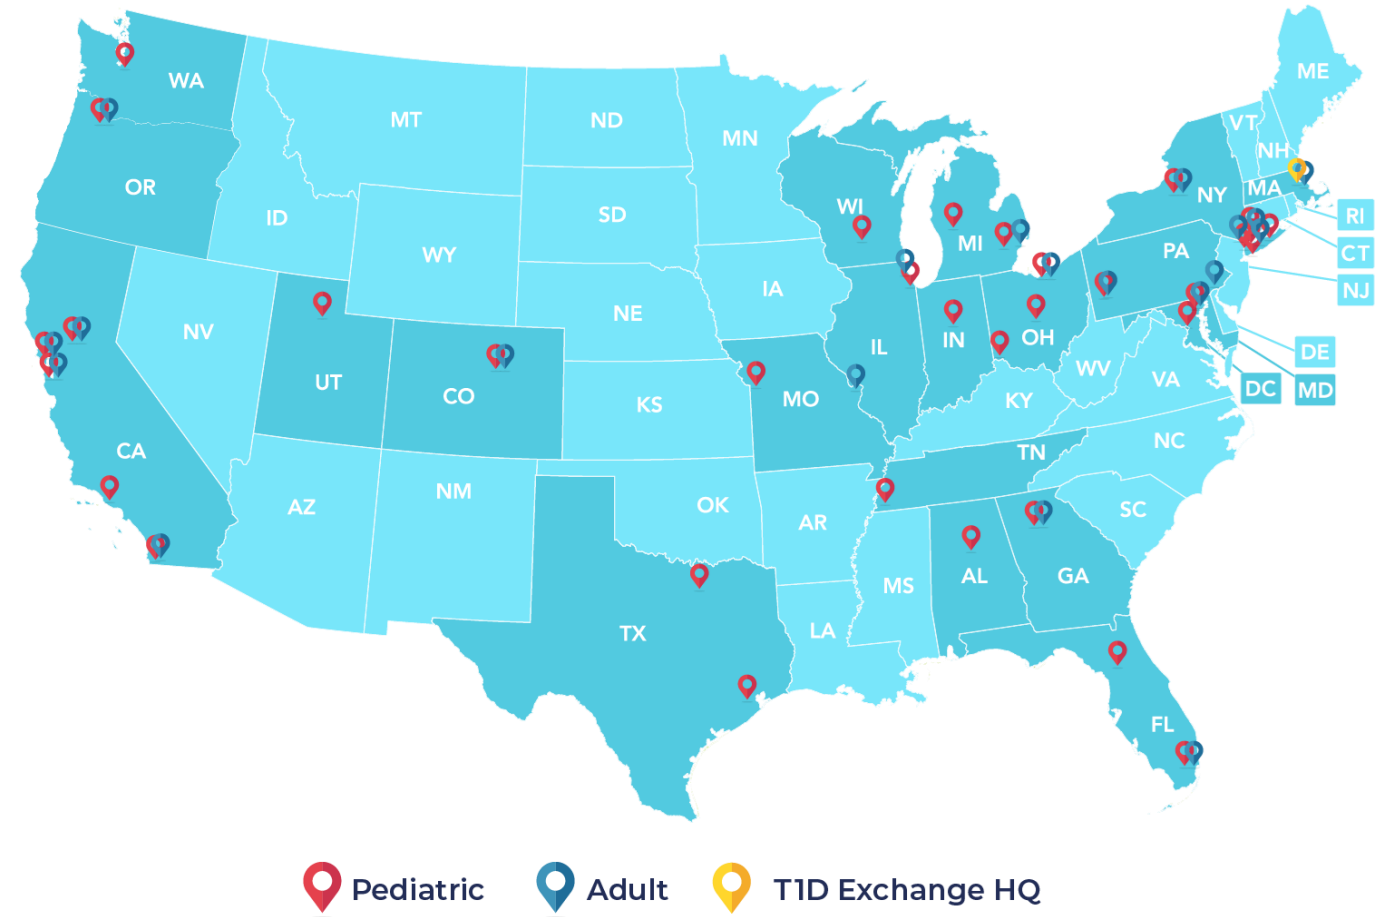 ME
WA
MT
ND
MN
VT
NH
OR
ID
SD
WI
NY
MA
RI
WY
MI
PA
CT
IA
NJ
NV
NE
IL
IN
OH
DE
UT
CO
KS
MO
KY
WV
VA
DC
MD
CA
TN
NC
AZ
NM
OK
AR
SC
TX
MS
AL
GA
LA
FL
Pediatric
Adult
T1D Exchange HQ